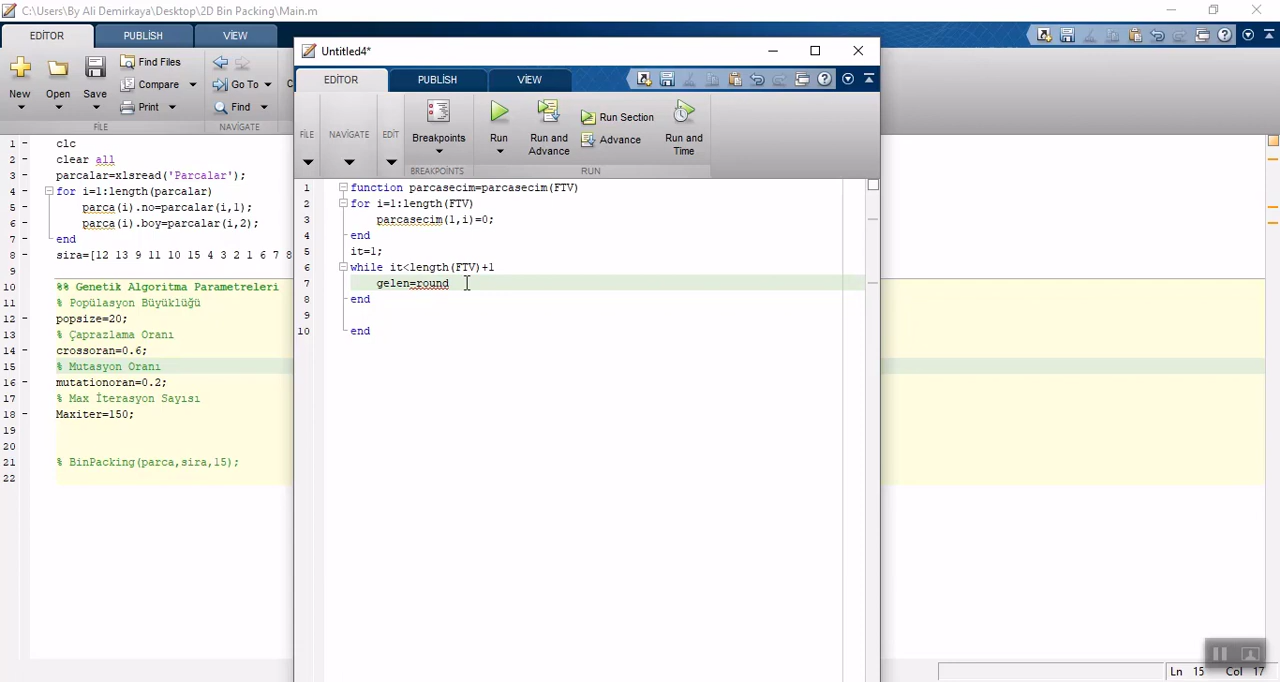 C:\Users\By Ali Demirkaya\Desktop\2D Bin Packing\Main.m
EDITOR PUBLISH VIEW
New Open Save Find Files Compare Print Go To Find
FILE NAVIGATE
1 clc
2 clear all
3 parcalar=xlsread('Parcalar');
4 for i=1:length(parcalar)
5 parca(i).no=parcalar(i,1);
6 parca(i).boy=parcalar(i,2);
7 end
8 sira=[12 13 9 11 10 15 4 3 2 1 6 7 8
9
10 %% Genetik Algoritma Parametreleri
11 % Popülasyon Büyüklüğü
12 popsize=20;
13 % Çaprazlama Oranı
14 crossoran=0.6;
15 % Mutasyon Oranı
16 mutationoran=0.2;
17 % Max İterasyon Sayısı
18 Maxiter=150;
19
20
21 % BinPacking(parca,sira,15);
22
Untitled4*
EDITOR PUBLISH VIEW
FILE NAVIGATE EDIT Breakpoints Run Run and Advance Run Section Advance Run and Time
BREAKPOINTS RUN
1 function parcasecim=parcasecim(FTV)
2 for i=1:length(FTV)
3 parcasecim(1,i)=0;
4 end
5 it=1;
6 while it<length(FTV)+1
7 gelen=round
8 end
9
10 end
Ln 15 Col 17